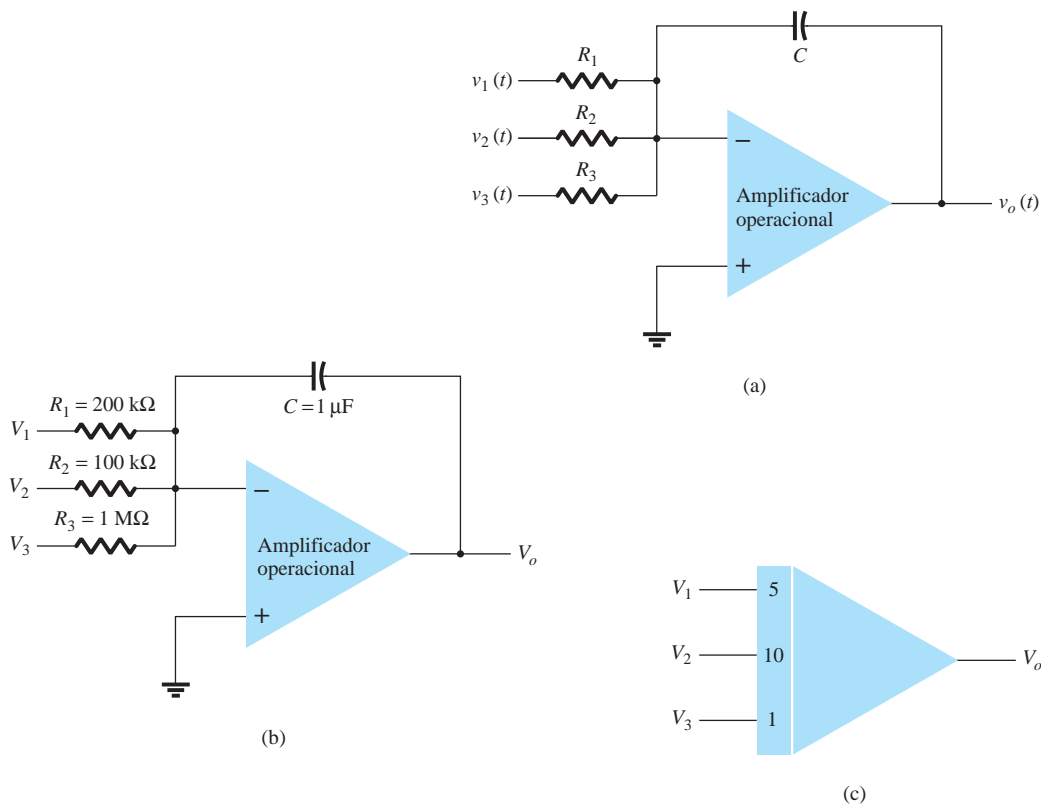 C
R1
v1 (t)
R2
v2 (t)
R3
v3 (t)
−
Amplificador
operacional
+
vo (t)
(a)
C = 1 μF
R1 = 200 kΩ
V1
R2 = 100 kΩ
V2
R3 = 1 MΩ
V3
−
Amplificador
operacional
+
Vo
(b)
V1
5
V2
10
V3
1
Vo
(c)